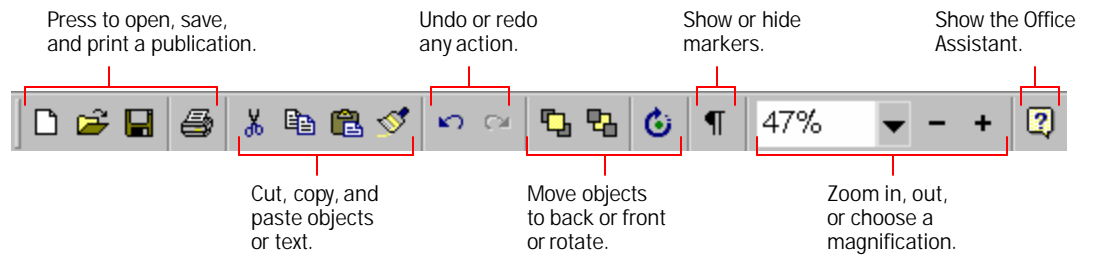 Press to open, save,
and print a publication.
Undo or redo
any action.
Show or hide
markers.
Show the Office
Assistant.
¶
47%
?
Cut, copy, and
paste objects
or text.
Move objects
to back or front
or rotate.
Zoom in, out,
or choose a
magnification.